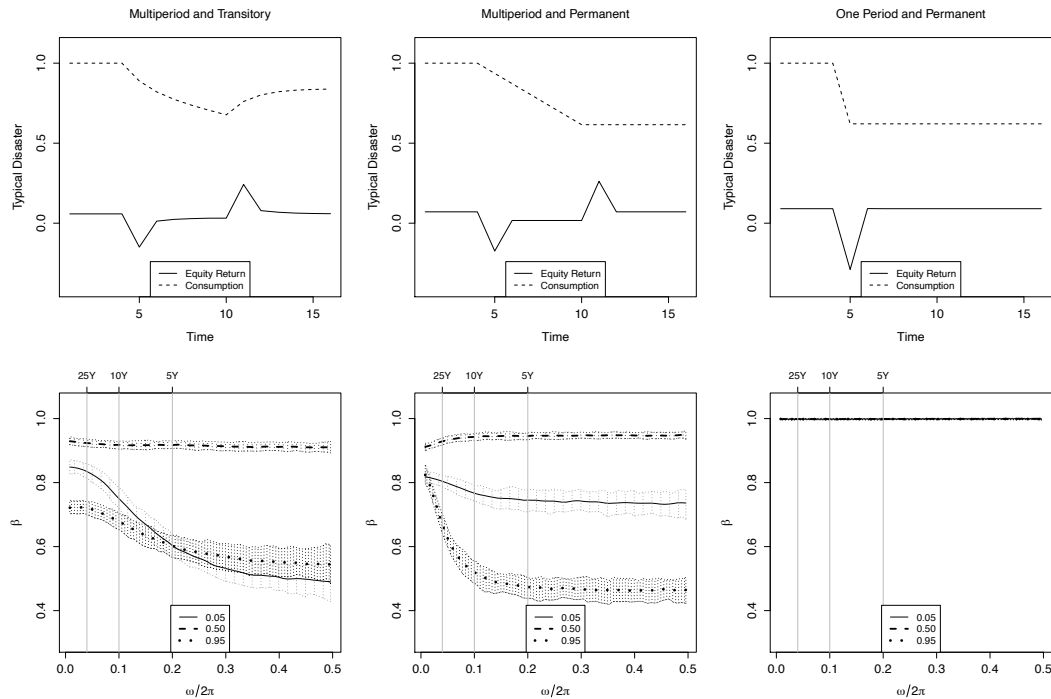 Multiperiod and Transitory
Typical Disaster
1.0
0.5
0.0
Equity Return
Consumption
5
10
15
Time
Multiperiod and Permanent
Typical Disaster
1.0
0.5
0.0
Equity Return
Consumption
5
10
15
Time
One Period and Permanent
Typical Disaster
1.0
0.5
0.0
Equity Return
Consumption
5
10
15
Time
25Y 10Y 5Y
β
1.0
0.8
0.6
0.4
0.05
0.50
0.95
0.0 0.1 0.2 0.3 0.4 0.5
ω/2π
25Y 10Y 5Y
β
1.0
0.8
0.6
0.4
0.05
0.50
0.95
0.0 0.1 0.2 0.3 0.4 0.5
ω/2π
25Y 10Y 5Y
β
1.0
0.8
0.6
0.4
0.05
0.50
0.95
0.0 0.1 0.2 0.3 0.4 0.5
ω/2π